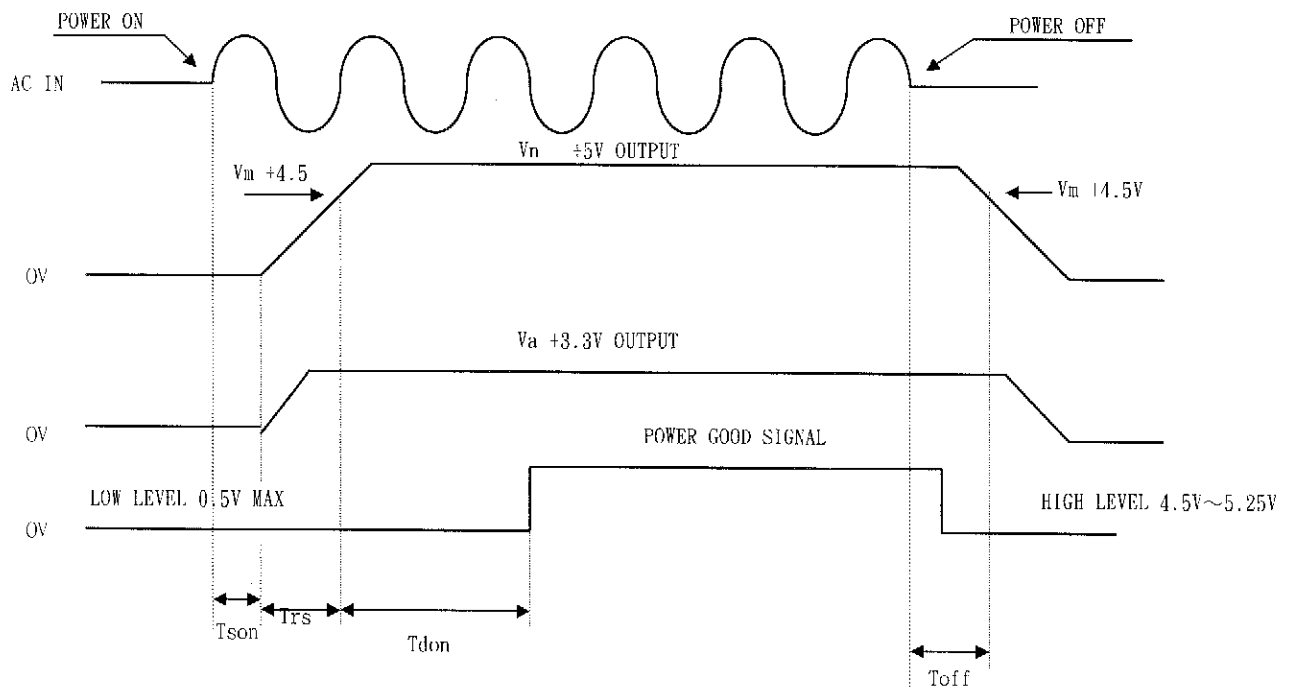 POWER ON
POWER OFF
AC IN
Vn +5V OUTPUT
Vm +4.5
Vm +4.5V
0V
Va +3.3V OUTPUT
0V
POWER GOOD SIGNAL
LOW LEVEL 0.5V MAX
HIGH LEVEL 4.5V～5.25V
0V
Tson
Trs
Tdon
Toff